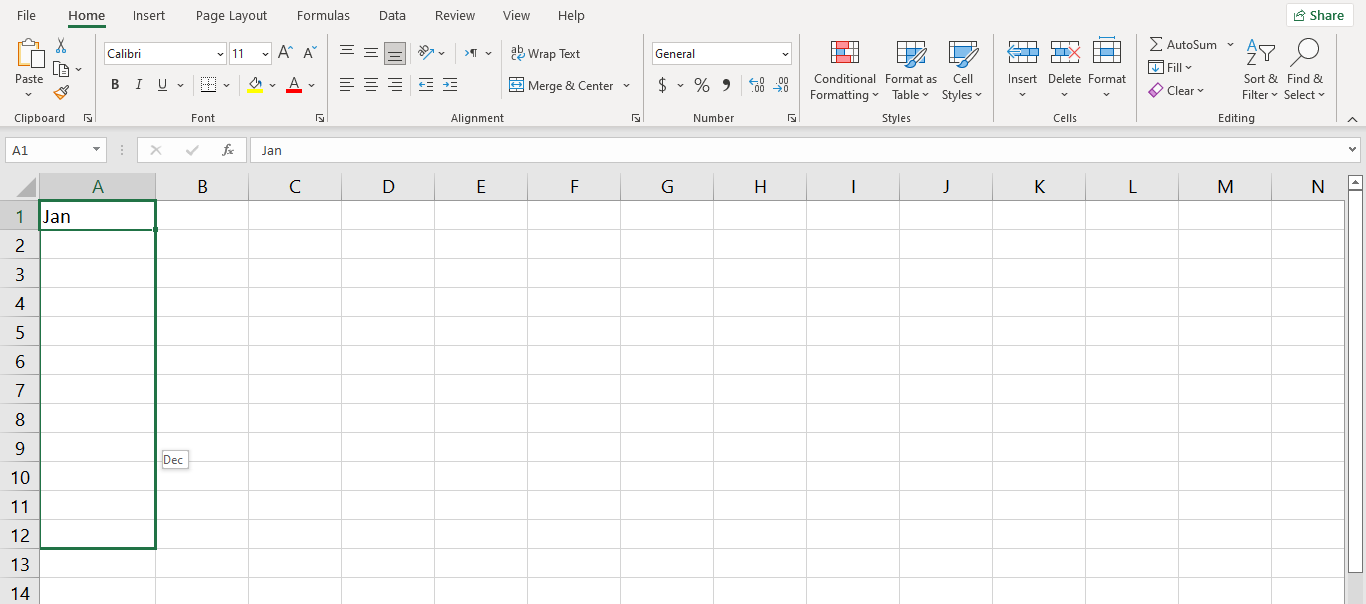 File Home Insert Page Layout Formulas Data Review View Help Share
Calibri 11 Wrap Text General AutoSum
Paste Conditional Formatting Format as Table Cell Styles Insert Delete Format Fill Sort & Filter Find & Select
B I U Merge & Center $ % , Clear
Clipboard Font Alignment Number Styles Cells Editing
A1 fx Jan
A B C D E F G H I J K L M N
1 Jan
2
3
4
5
6
7
8
9
Dec
10
11
12
13
14